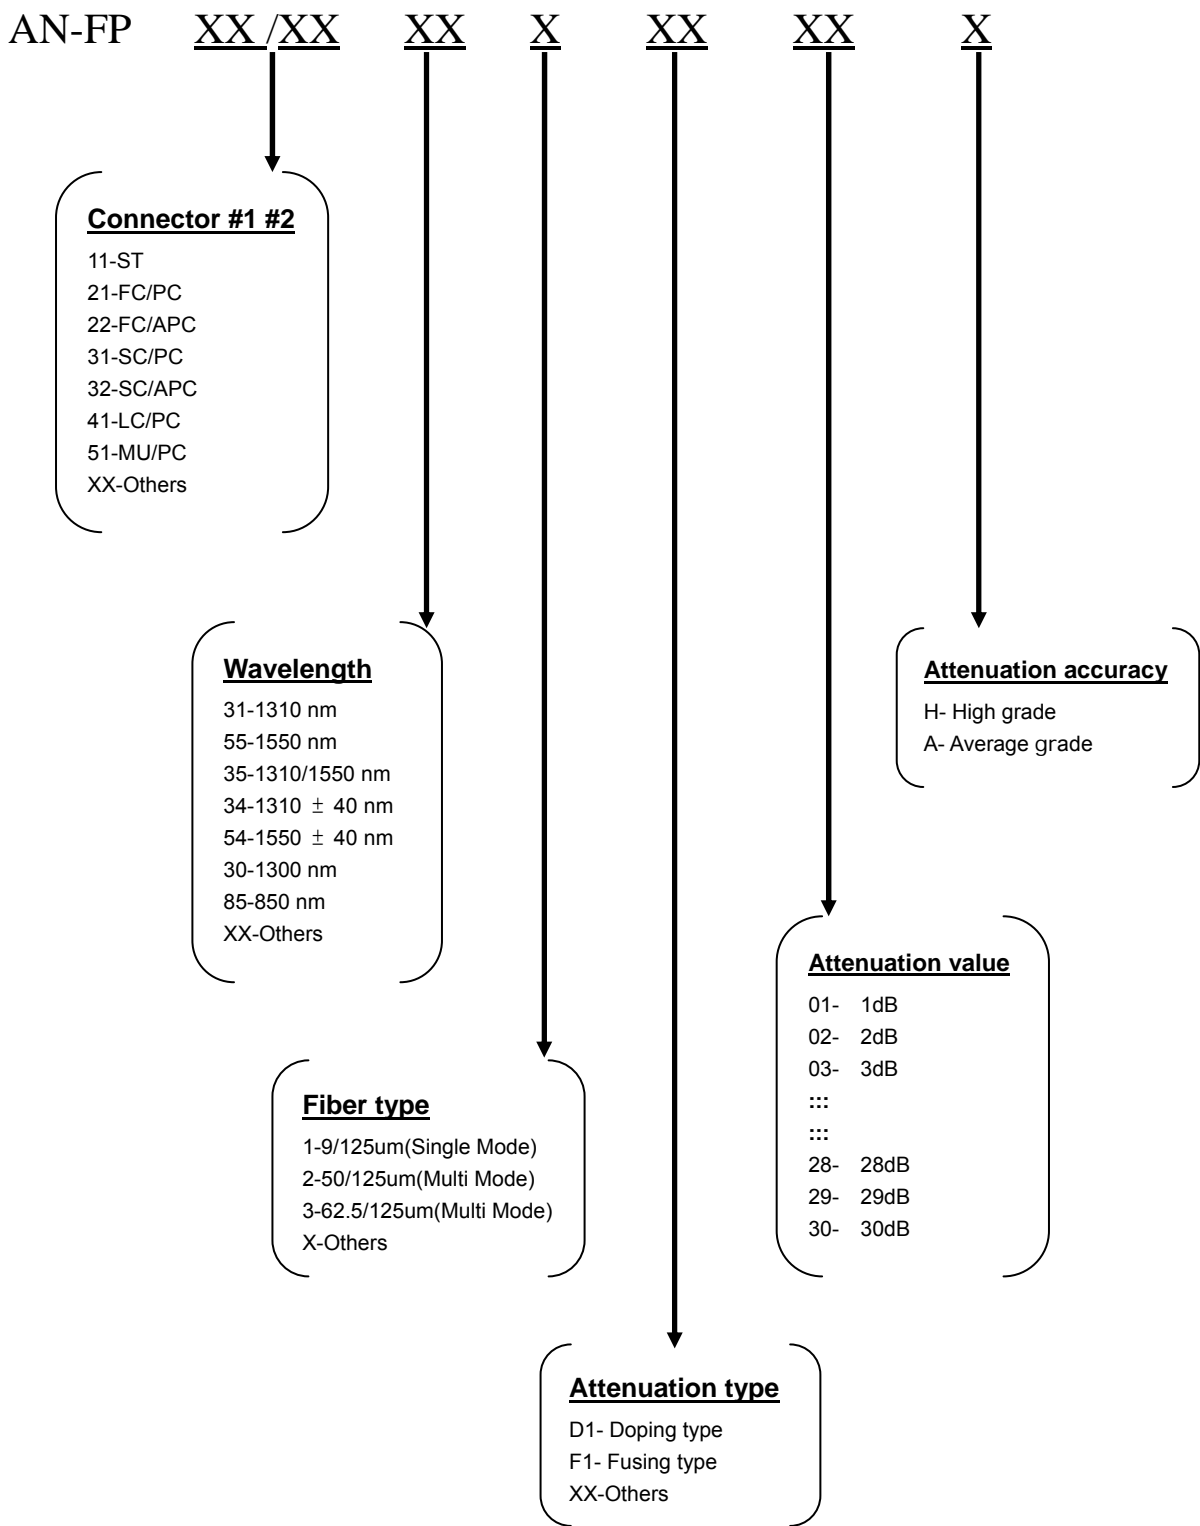 AN-FP XX /XX XX X XX XX X
Connector #1 #2
11-ST
21-FC/PC
22-FC/APC
31-SC/PC
32-SC/APC
41-LC/PC
51-MU/PC
XX-Others
Wavelength
31-1310 nm
55-1550 nm
35-1310/1550 nm
34-1310 ± 40 nm
54-1550 ± 40 nm
30-1300 nm
85-850 nm
XX-Others
Fiber type
1-9/125um(Single Mode)
2-50/125um(Multi Mode)
3-62.5/125um(Multi Mode)
X-Others
Attenuation type
D1- Doping type
F1- Fusing type
XX-Others
Attenuation value
01- 1dB
02- 2dB
03- 3dB
:::
:::
28- 28dB
29- 29dB
30- 30dB
Attenuation accuracy
H- High grade
A- Average grade